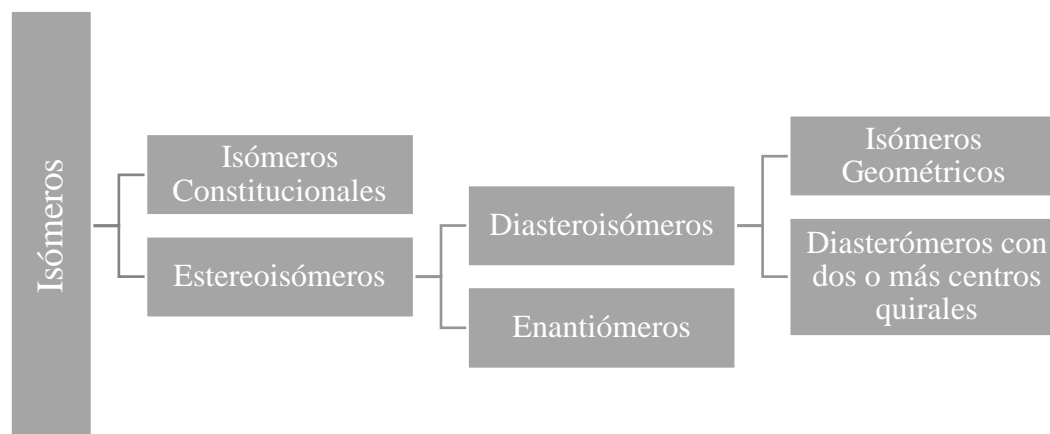 Isómeros
Isómeros
Constitucionales
Estereoisómeros
Diasteroisómeros
Enantiómeros
Isómeros
Geométricos
Diasterómeros con
dos o más centros
quirales